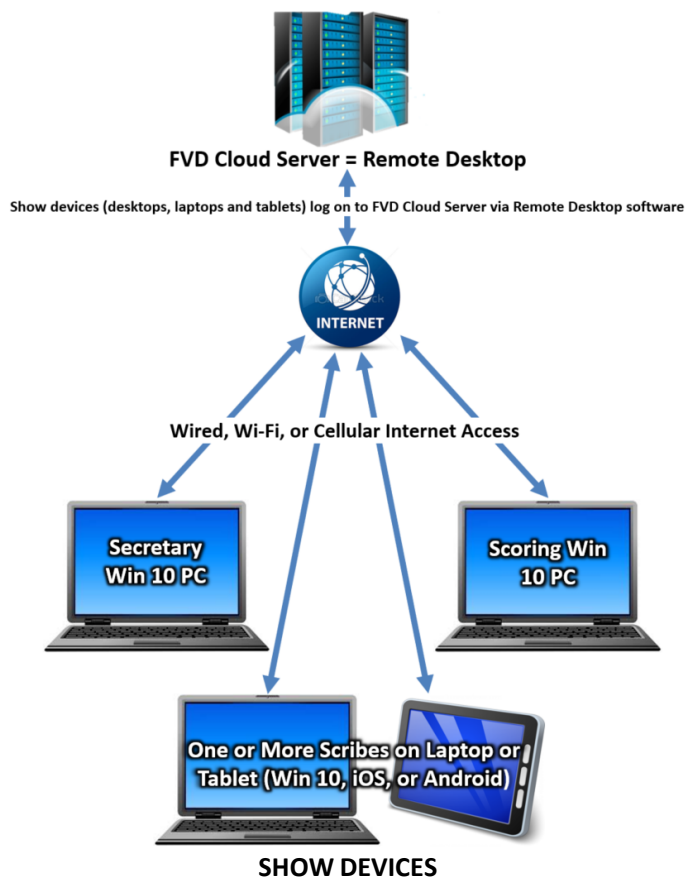 FVD Cloud Server = Remote Desktop
Show devices (desktops, laptops and tablets) log on to FVD Cloud Server via Remote Desktop software
INTERNET
Wired, Wi-Fi, or Cellular Internet Access
Secretary
Win 10 PC
Scoring Win
10 PC
One or More Scribes on Laptop or
Tablet (Win 10, iOS, or Android)
SHOW DEVICES